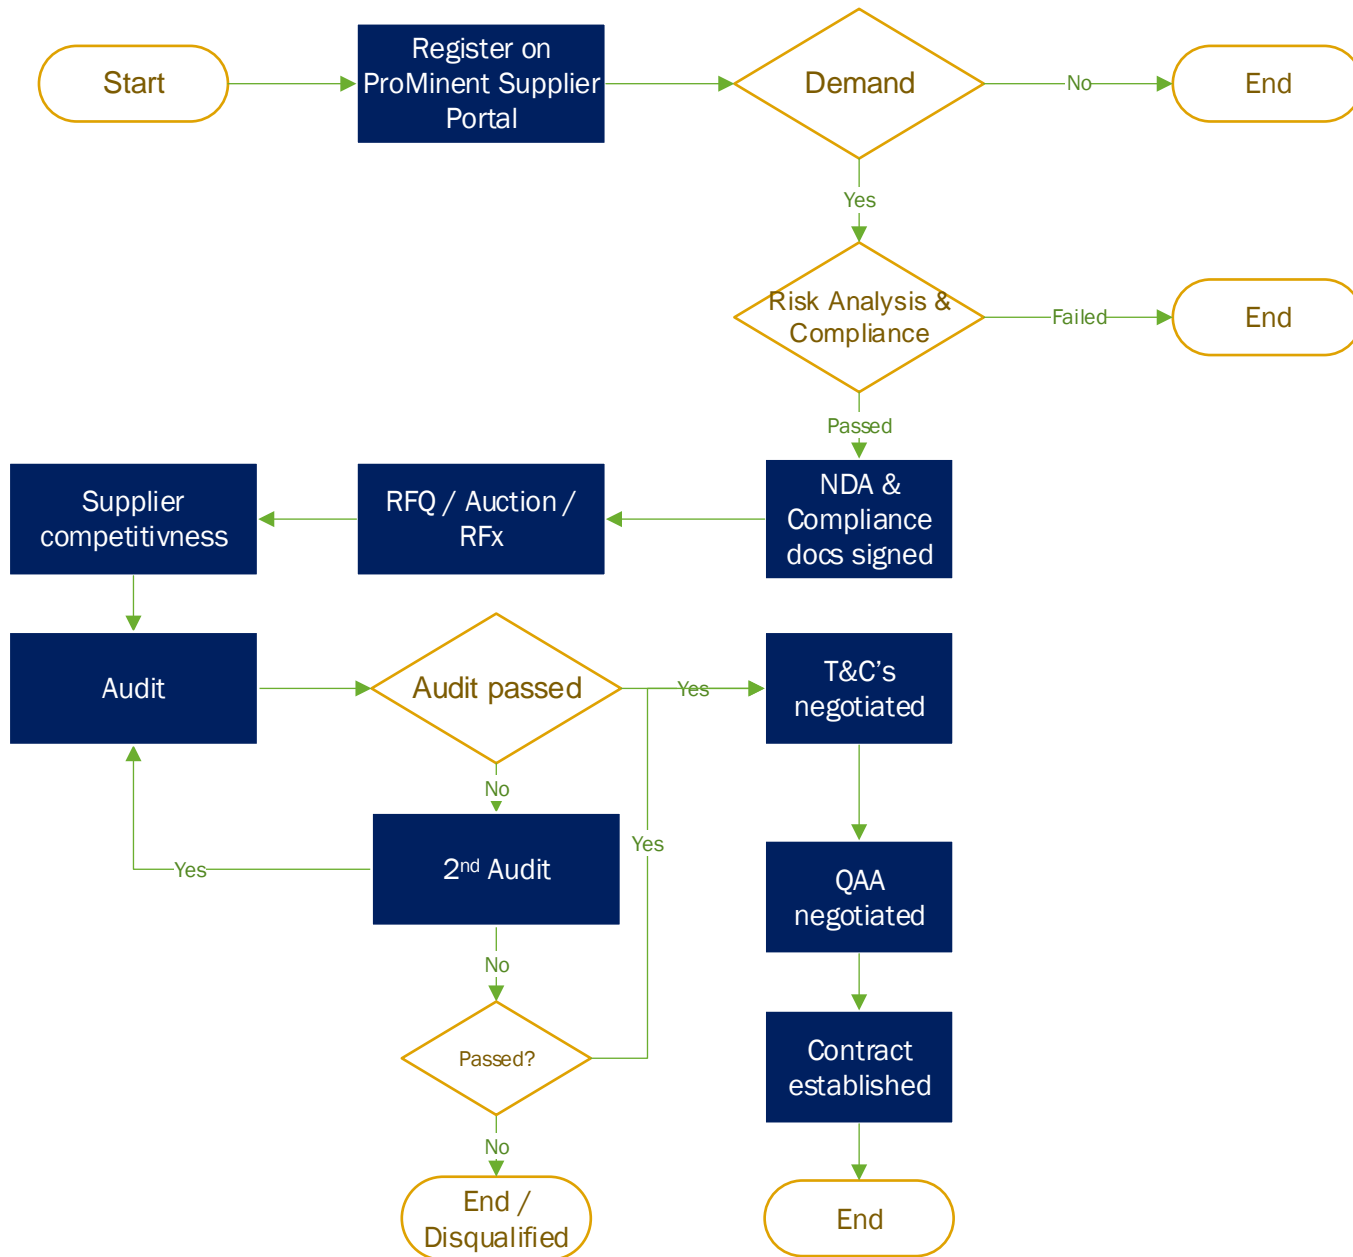 Start
Register on
ProMinent Supplier
Portal
Demand
No
End
Yes
Risk Analysis &
Compliance
Failed
End
Passed
NDA &
Compliance
docs signed
RFQ / Auction /
RFx
Supplier
competitivness
Audit
Audit passed
Yes
T&C's
negotiated
No
2nd Audit
Yes
Yes
QAA
negotiated
No
Passed?
Contract
established
No
End /
Disqualified
End